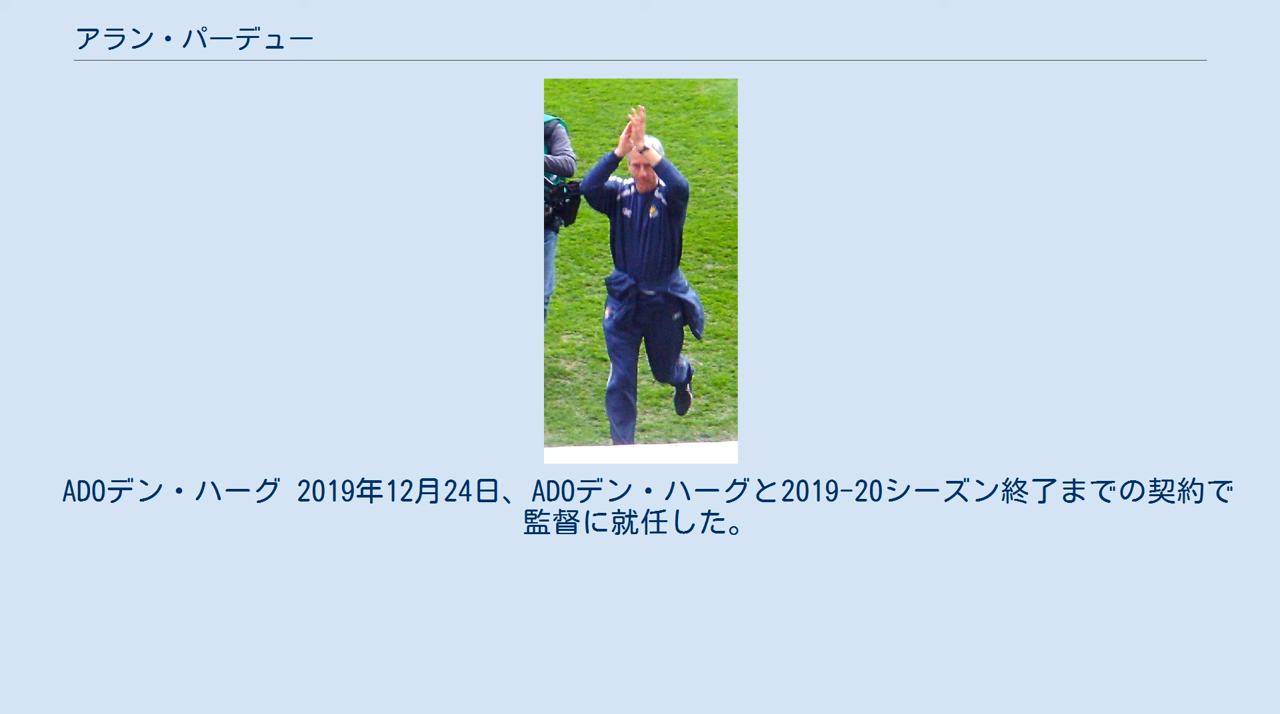 アラン・パーデュー
ADOデン・ハーグ 2019年12月24日、ADOデン・ハーグと2019-20シーズン終了までの契約で
監督に就任した。